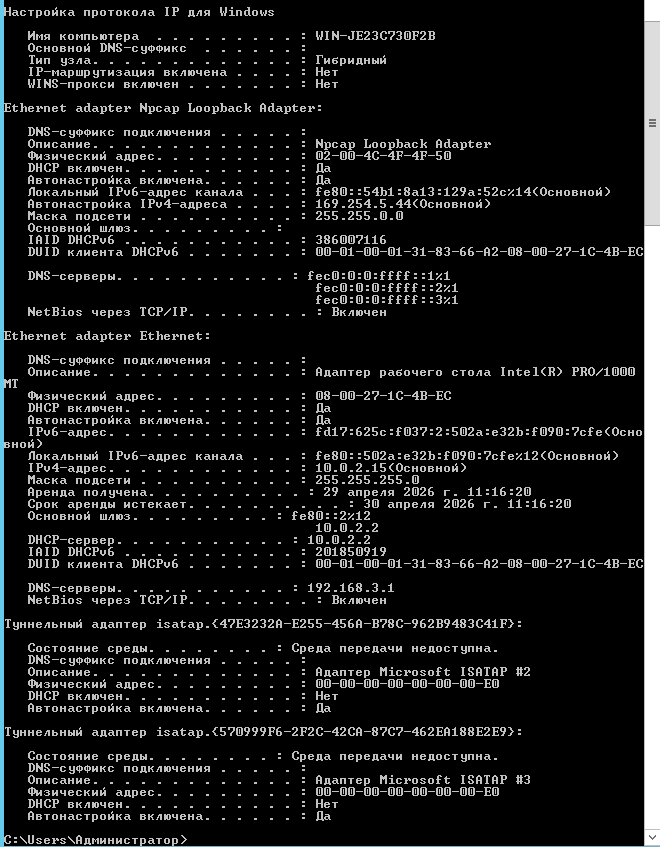 Настройка протокола IP для Windows
Имя компьютера . . . . . . . . . : WIN-JE23C730F2B
Основной DNS-суффикс . . . . . . :
Тип узла. . . . . . . . . . . . . : Гибридный
IP-маршрутизация включена . . . . : Нет
WINS-прокси включен . . . . . . . : Нет
Ethernet adapter Npcap Loopback Adapter:
DNS-суффикс подключения . . . . . :
Описание. . . . . . . . . . . . . : Npcap Loopback Adapter
Физический адрес. . . . . . . . . : 02-00-4C-4F-4F-50
DHCP включен. . . . . . . . . . . : Да
Автонастройка включена. . . . . . : Да
Локальный IPv6-адрес канала . . . : fe80::54b1:8a13:129a:52c%14(Основной)
Автонастройка IPv4-адреса . . . . : 169.254.5.44(Основной)
Маска подсети . . . . . . . . . . : 255.255.0.0
Основной шлюз. . . . . . . . . :
IAID DHCPv6 . . . . . . . . . . . : 386007116
DUID клиента DHCPv6 . . . . . . . : 00-01-00-01-31-83-66-A2-08-00-27-1C-4B-EC
DNS-серверы. . . . . . . . . . . : fec0:0:0:ffff::1%1
fec0:0:0:ffff::2%1
fec0:0:0:ffff::3%1
NetBios через TCP/IP. . . . . . . . : Включен
Ethernet adapter Ethernet:
DNS-суффикс подключения . . . . . :
Описание. . . . . . . . . . . . . : Адаптер рабочего стола Intel(R) PRO/1000
MT
Физический адрес. . . . . . . . . : 08-00-27-1C-4B-EC
DHCP включен. . . . . . . . . . . : Да
Автонастройка включена. . . . . . : Да
IPv6-адрес. . . . . . . . . . . . : fd17:625c:f037:2:502a:e32b:f090:7cfe(Осно
вной)
Локальный IPv6-адрес канала . . . : fe80::502a:e32b:f090:7cfe%12(Основной)
IPv4-адрес. . . . . . . . . . . . : 10.0.2.15(Основной)
Маска подсети . . . . . . . . . . : 255.255.255.0
Аренда получена. . . . . . . . . . : 29 апреля 2026 г. 11:16:20
Срок аренды истекает. . . . . . . . . . : 30 апреля 2026 г. 11:16:20
Основной шлюз. . . . . . . . . : fe80::2%12
10.0.2.2
DHCP-сервер. . . . . . . . . . . : 10.0.2.2
IAID DHCPv6 . . . . . . . . . . . : 201850919
DUID клиента DHCPv6 . . . . . . . : 00-01-00-01-31-83-66-A2-08-00-27-1C-4B-EC
DNS-серверы. . . . . . . . . . . : 192.168.3.1
NetBios через TCP/IP. . . . . . . . : Включен
Туннельный адаптер isatap.{47E3232A-E255-456A-B78C-962B9483C41F}:
Состояние среды. . . . . . . . : Среда передачи недоступна.
DNS-суффикс подключения . . . . . :
Описание. . . . . . . . . . . . . : Адаптер Microsoft ISATAP #2
Физический адрес. . . . . . . . . : 00-00-00-00-00-00-00-E0
DHCP включен. . . . . . . . . . . : Нет
Автонастройка включена. . . . . . : Да
Туннельный адаптер isatap.{570999F6-2F2C-42CA-87C7-462EA188E2E9}:
Состояние среды. . . . . . . . : Среда передачи недоступна.
DNS-суффикс подключения . . . . . :
Описание. . . . . . . . . . . . . : Адаптер Microsoft ISATAP #3
Физический адрес. . . . . . . . . : 00-00-00-00-00-00-00-E0
DHCP включен. . . . . . . . . . . : Нет
Автонастройка включена. . . . . . : Да
C:\Users\Администратор>